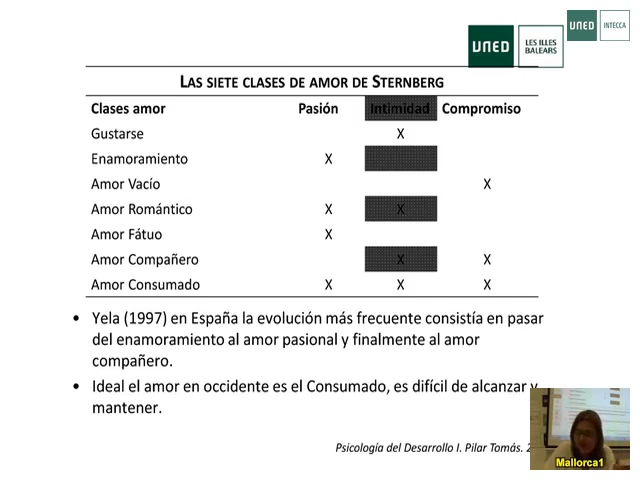 UNED
INTECCA
UNED
LES ILLES
BALEARS
LAS SIETE CLASES DE AMOR DE STERNBERG
Clases amor Pasión Intimidad Compromiso
Gustarse X
Enamoramiento X
Amor Vacío X
Amor Romántico X X
Amor Fátuo X
Amor Compañero X X
Amor Consumado X X X
• Yela (1997) en España la evolución más frecuente consistía en pasar
del enamoramiento al amor pasional y finalmente al amor
compañero.
• Ideal el amor en occidente es el Consumado, es difícil de alcanzar y
mantener.
Psicología del Desarrollo I. Pilar Tomás.
Mallorca1